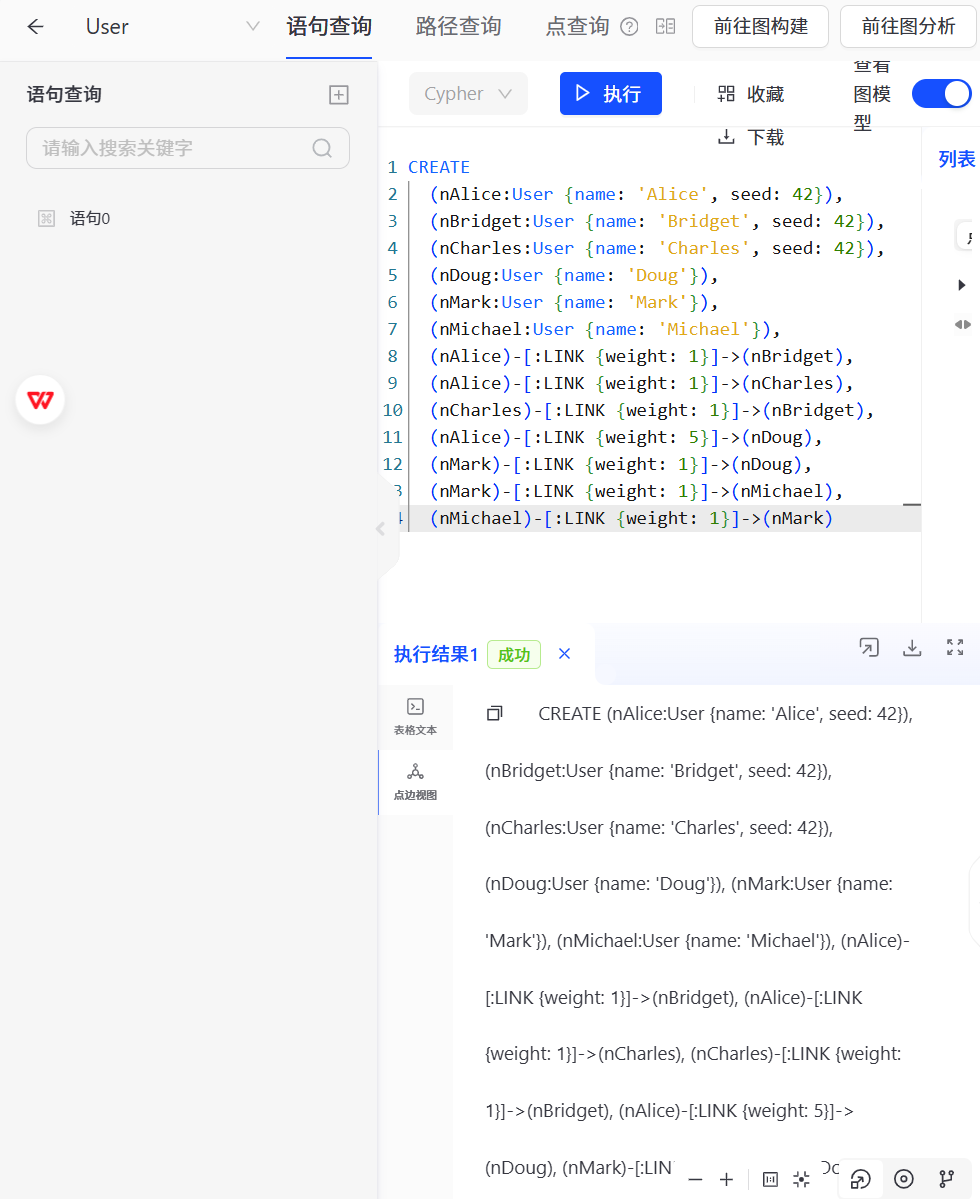 User
语句查询
路径查询
点查询
前往图构建
前往图分析
语句查询
请输入搜索关键字
语句0
Cypher
执行
收藏
下载
查看
图模
型
列表
1 CREATE
2 (nAlice:User {name: 'Alice', seed: 42}),
3 (nBridget:User {name: 'Bridget', seed: 42}),
4 (nCharles:User {name: 'Charles', seed: 42}),
5 (nDoug:User {name: 'Doug'}),
6 (nMark:User {name: 'Mark'}),
7 (nMichael:User {name: 'Michael'}),
8 (nAlice)-[:LINK {weight: 1}]->(nBridget),
9 (nAlice)-[:LINK {weight: 1}]->(nCharles),
10 (nCharles)-[:LINK {weight: 1}]->(nBridget),
11 (nAlice)-[:LINK {weight: 5}]->(nDoug),
12 (nMark)-[:LINK {weight: 1}]->(nDoug),
3 (nMark)-[:LINK {weight: 1}]->(nMichael),
4 (nMichael)-[:LINK {weight: 1}]->(nMark)
执行结果1
成功
表格文本
点边视图
CREATE (nAlice:User {name: 'Alice', seed: 42}),
(nBridget:User {name: 'Bridget', seed: 42}),
(nCharles:User {name: 'Charles', seed: 42}),
(nDoug:User {name: 'Doug'}), (nMark:User {name:
'Mark'}), (nMichael:User {name: 'Michael'}), (nAlice)-
[:LINK {weight: 1}]->(nBridget), (nAlice)-[:LINK
{weight: 1}]->(nCharles), (nCharles)-[:LINK {weight:
1}]->(nBridget), (nAlice)-[:LINK {weight: 5}]->
(nDoug), (nMark)-[:LIN